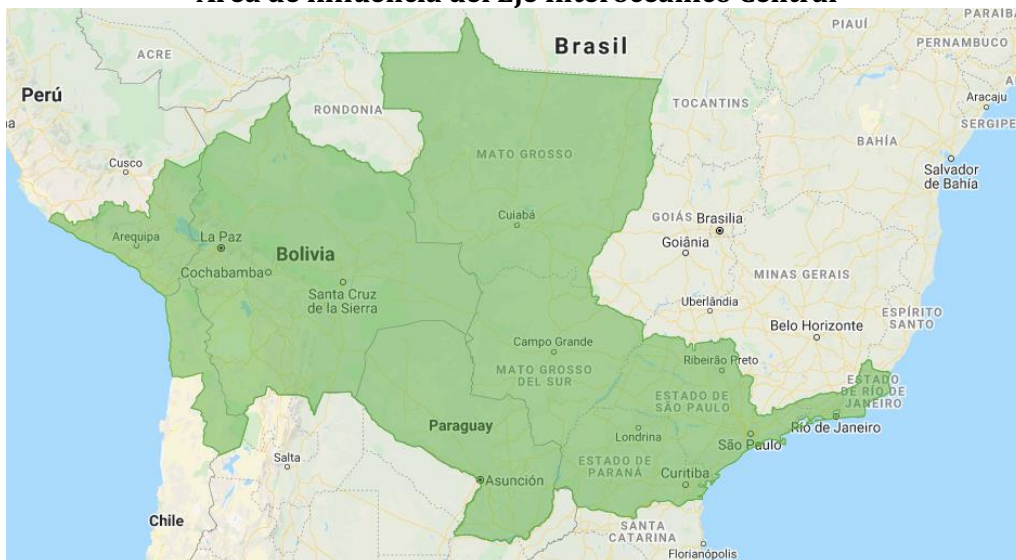 Área de influencia del Eje Interoceánico Central
Brasil
PIAUÍ
PARAÍBA
ACRE
PERNAMBUCO
Perú
RONDONIA
TOCANTINS
Aracaju
SERGIPE
BAHÍA
MATO GROSSO
Cusco
Salvador
de Bahía
Cuiabá
GOIÁS
Brasilia
Arequipa
La Paz
Goiânia
Bolivia
Cochabamba
MINAS GERAIS
Santa Cruz
de la Sierra
Uberlândia
ESPÍRITO
SANTO
Belo Horizonte
Campo Grande
Ribeirão Preto
MATO GROSSO
DEL SUR
ESTADO
DE RÍO DE
JANEIRO
ESTADO DE
SÃO PAULO
Paraguay
Londrina
São Paulo
Río de Janeiro
Salta
ESTADO DE
PARANÁ
Curitiba
Asunción
Chile
SANTA
CATARINA
Florianópolis